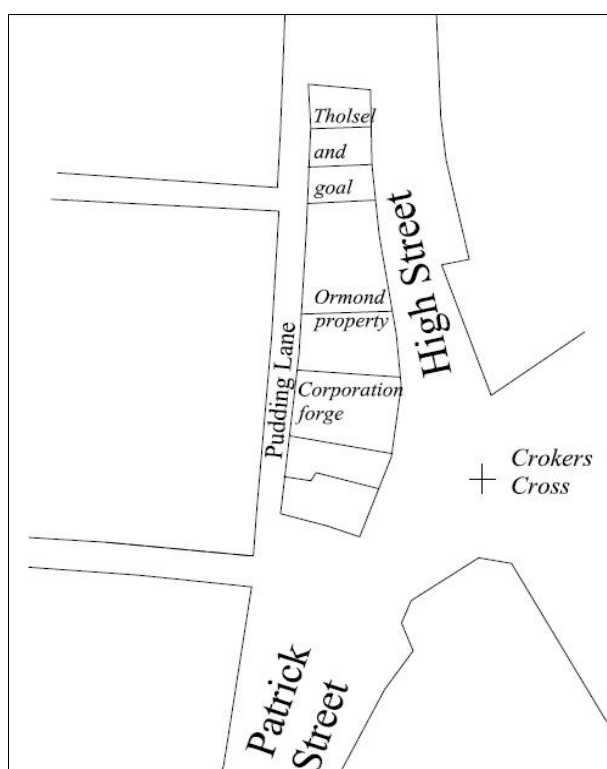 Tholsel
and
goal
High Street
Ormond
property
Pudding Lane
Corporation
forge
Crokers
Cross
Patrick
Street